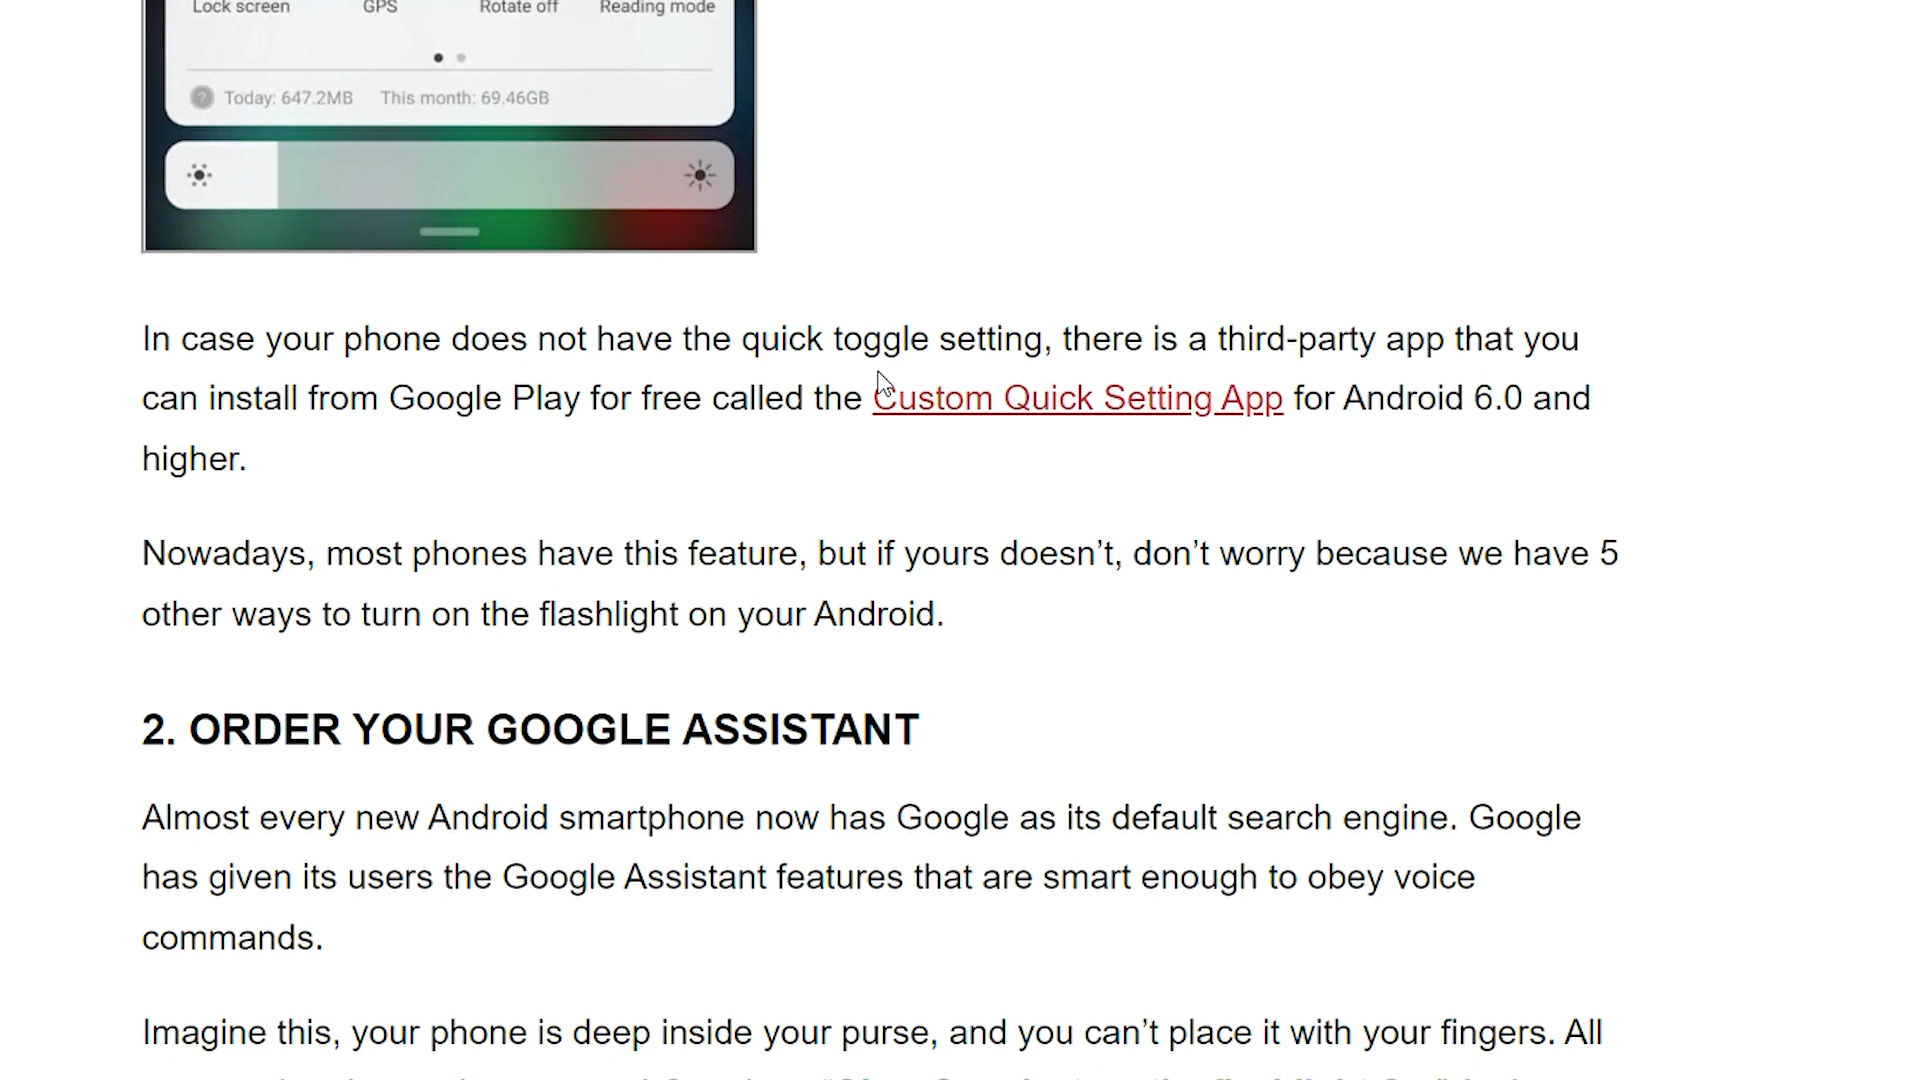 Lock screen GPS Rotate off Reading mode
Today: 647.2MB This month: 69.46GB
In case your phone does not have the quick toggle setting, there is a third-party app that you
can install from Google Play for free called the Custom Quick Setting App for Android 6.0 and
higher.
Nowadays, most phones have this feature, but if yours doesn’t, don’t worry because we have 5
other ways to turn on the flashlight on your Android.
2. ORDER YOUR GOOGLE ASSISTANT
Almost every new Android smartphone now has Google as its default search engine. Google
has given its users the Google Assistant features that are smart enough to obey voice
commands.
Imagine this, your phone is deep inside your purse, and you can’t place it with your fingers. All